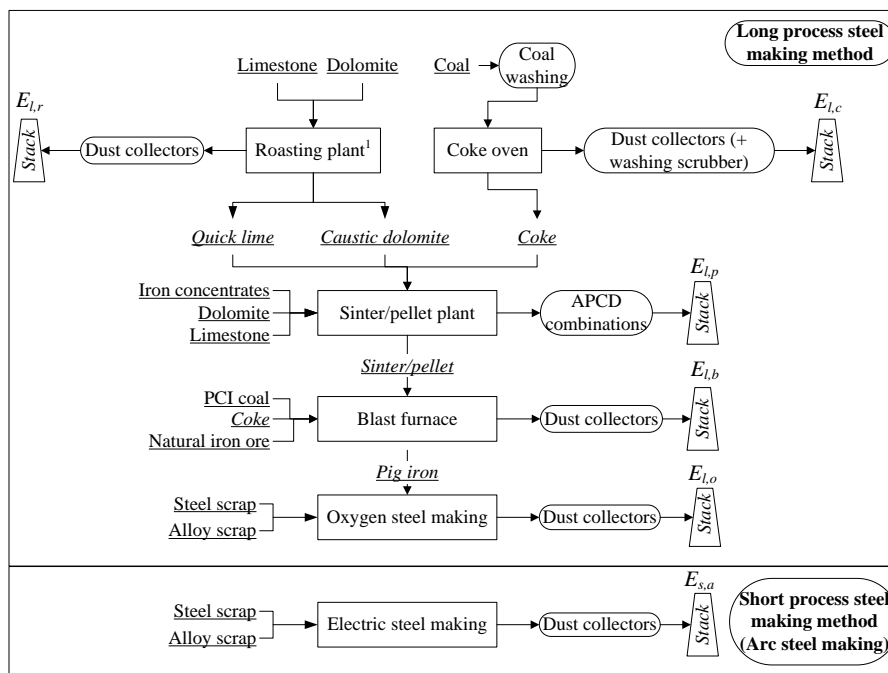 Long process steel
making method
Limestone Dolomite
Coal
Coal
washing
E_{l,r}
Stack
Dust collectors
Roasting plant¹
Coke oven
Dust collectors (+
washing scrubber)
E_{l,c}
Stack
Quick lime
Caustic dolomite
Coke
Iron concentrates
Dolomite
Limestone
Sinter/pellet plant
APCD
combinations
E_{l,p}
Stack
Sinter/pellet
PCI coal
Coke
Natural iron ore
Blast furnace
Dust collectors
E_{l,b}
Stack
Pig iron
Steel scrap
Alloy scrap
Oxygen steel making
Dust collectors
E_{l,o}
Stack
Steel scrap
Alloy scrap
Electric steel making
Dust collectors
E_{s,a}
Stack
Short process steel
making method
(Arc steel making)